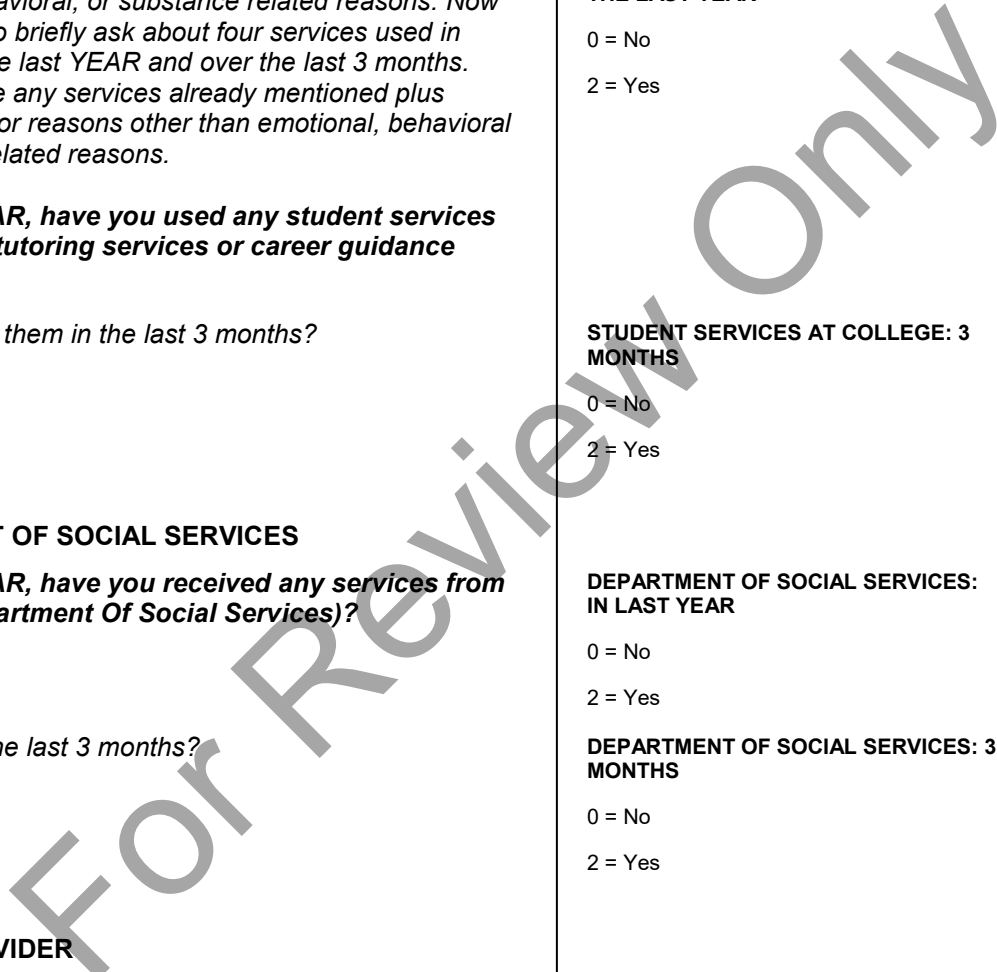 avioral, or substance related reasons. Now
o briefly ask about four services used in
e last YEAR and over the last 3 months.
e any services already mentioned plus
or reasons other than emotional, behavioral
elated reasons.
AR, have you used any student services
tutoring services or career guidance
them in the last 3 months?
T OF SOCIAL SERVICES
AR, have you received any services from
artment Of Social Services)?
he last 3 months?
VIDER
THE LAST YEAR
0 = No
2 = Yes
STUDENT SERVICES AT COLLEGE: 3
MONTHS
0 = No
2 = Yes
DEPARTMENT OF SOCIAL SERVICES:
IN LAST YEAR
0 = No
2 = Yes
DEPARTMENT OF SOCIAL SERVICES: 3
MONTHS
0 = No
2 = Yes
For Review Only